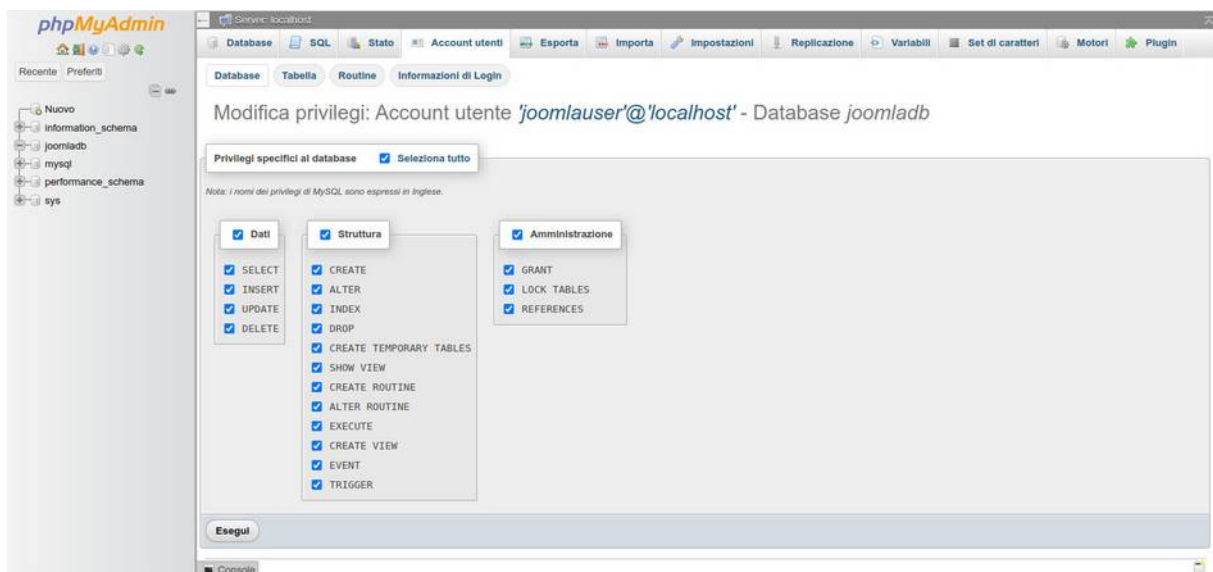 phpMyAdmin
Recente Preferiti
Nuovo
information_schema
joomladb
mysql
performance_schema
sys
Server: localhost
Database SQL Stato Account utenti Esporta Importa Impostazioni Replicazione Variabili Set di caratteri Motori Plugin
Database Tabella Routine Informazioni di Login
Modifica privilegi: Account utente 'joomlauser'@'localhost' - Database joomladb
Privilegi specifici al database Seleziona tutto
Nota: i nomi dei privilegi di MySQL sono espressi in Inglese.
Dati
SELECT
INSERT
UPDATE
DELETE
Struttura
CREATE
ALTER
INDEX
DROP
CREATE TEMPORARY TABLES
SHOW VIEW
CREATE ROUTINE
ALTER ROUTINE
EXECUTE
CREATE VIEW
EVENT
TRIGGER
Amministrazione
GRANT
LOCK TABLES
REFERENCES
Esegui
Console